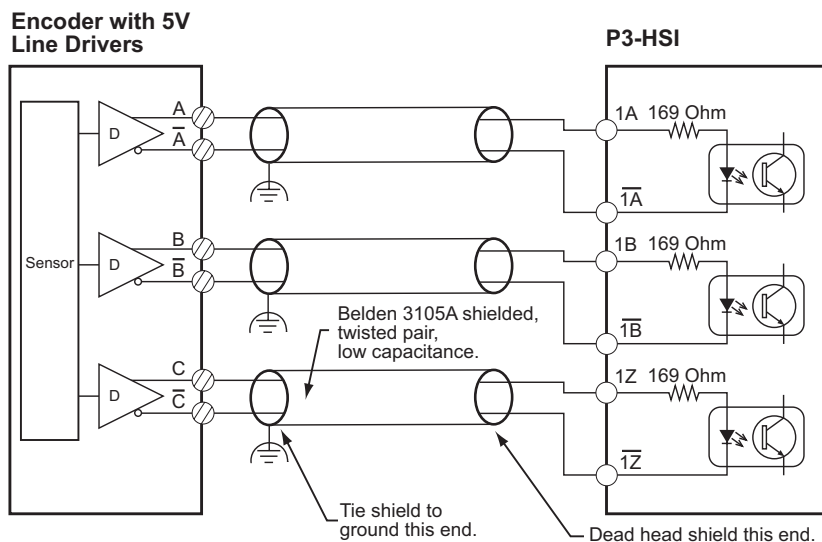 Encoder with 5V
Line Drivers
P3-HSI
Sensor
D
A
A̅
1A 169 Ohm
1A̅
D
B
B̅
1B 169 Ohm
1B̅
Belden 3105A shielded,
twisted pair,
low capacitance.
D
C
C̅
1Z 169 Ohm
1Z̅
Tie shield to
ground this end.
Dead head shield this end.